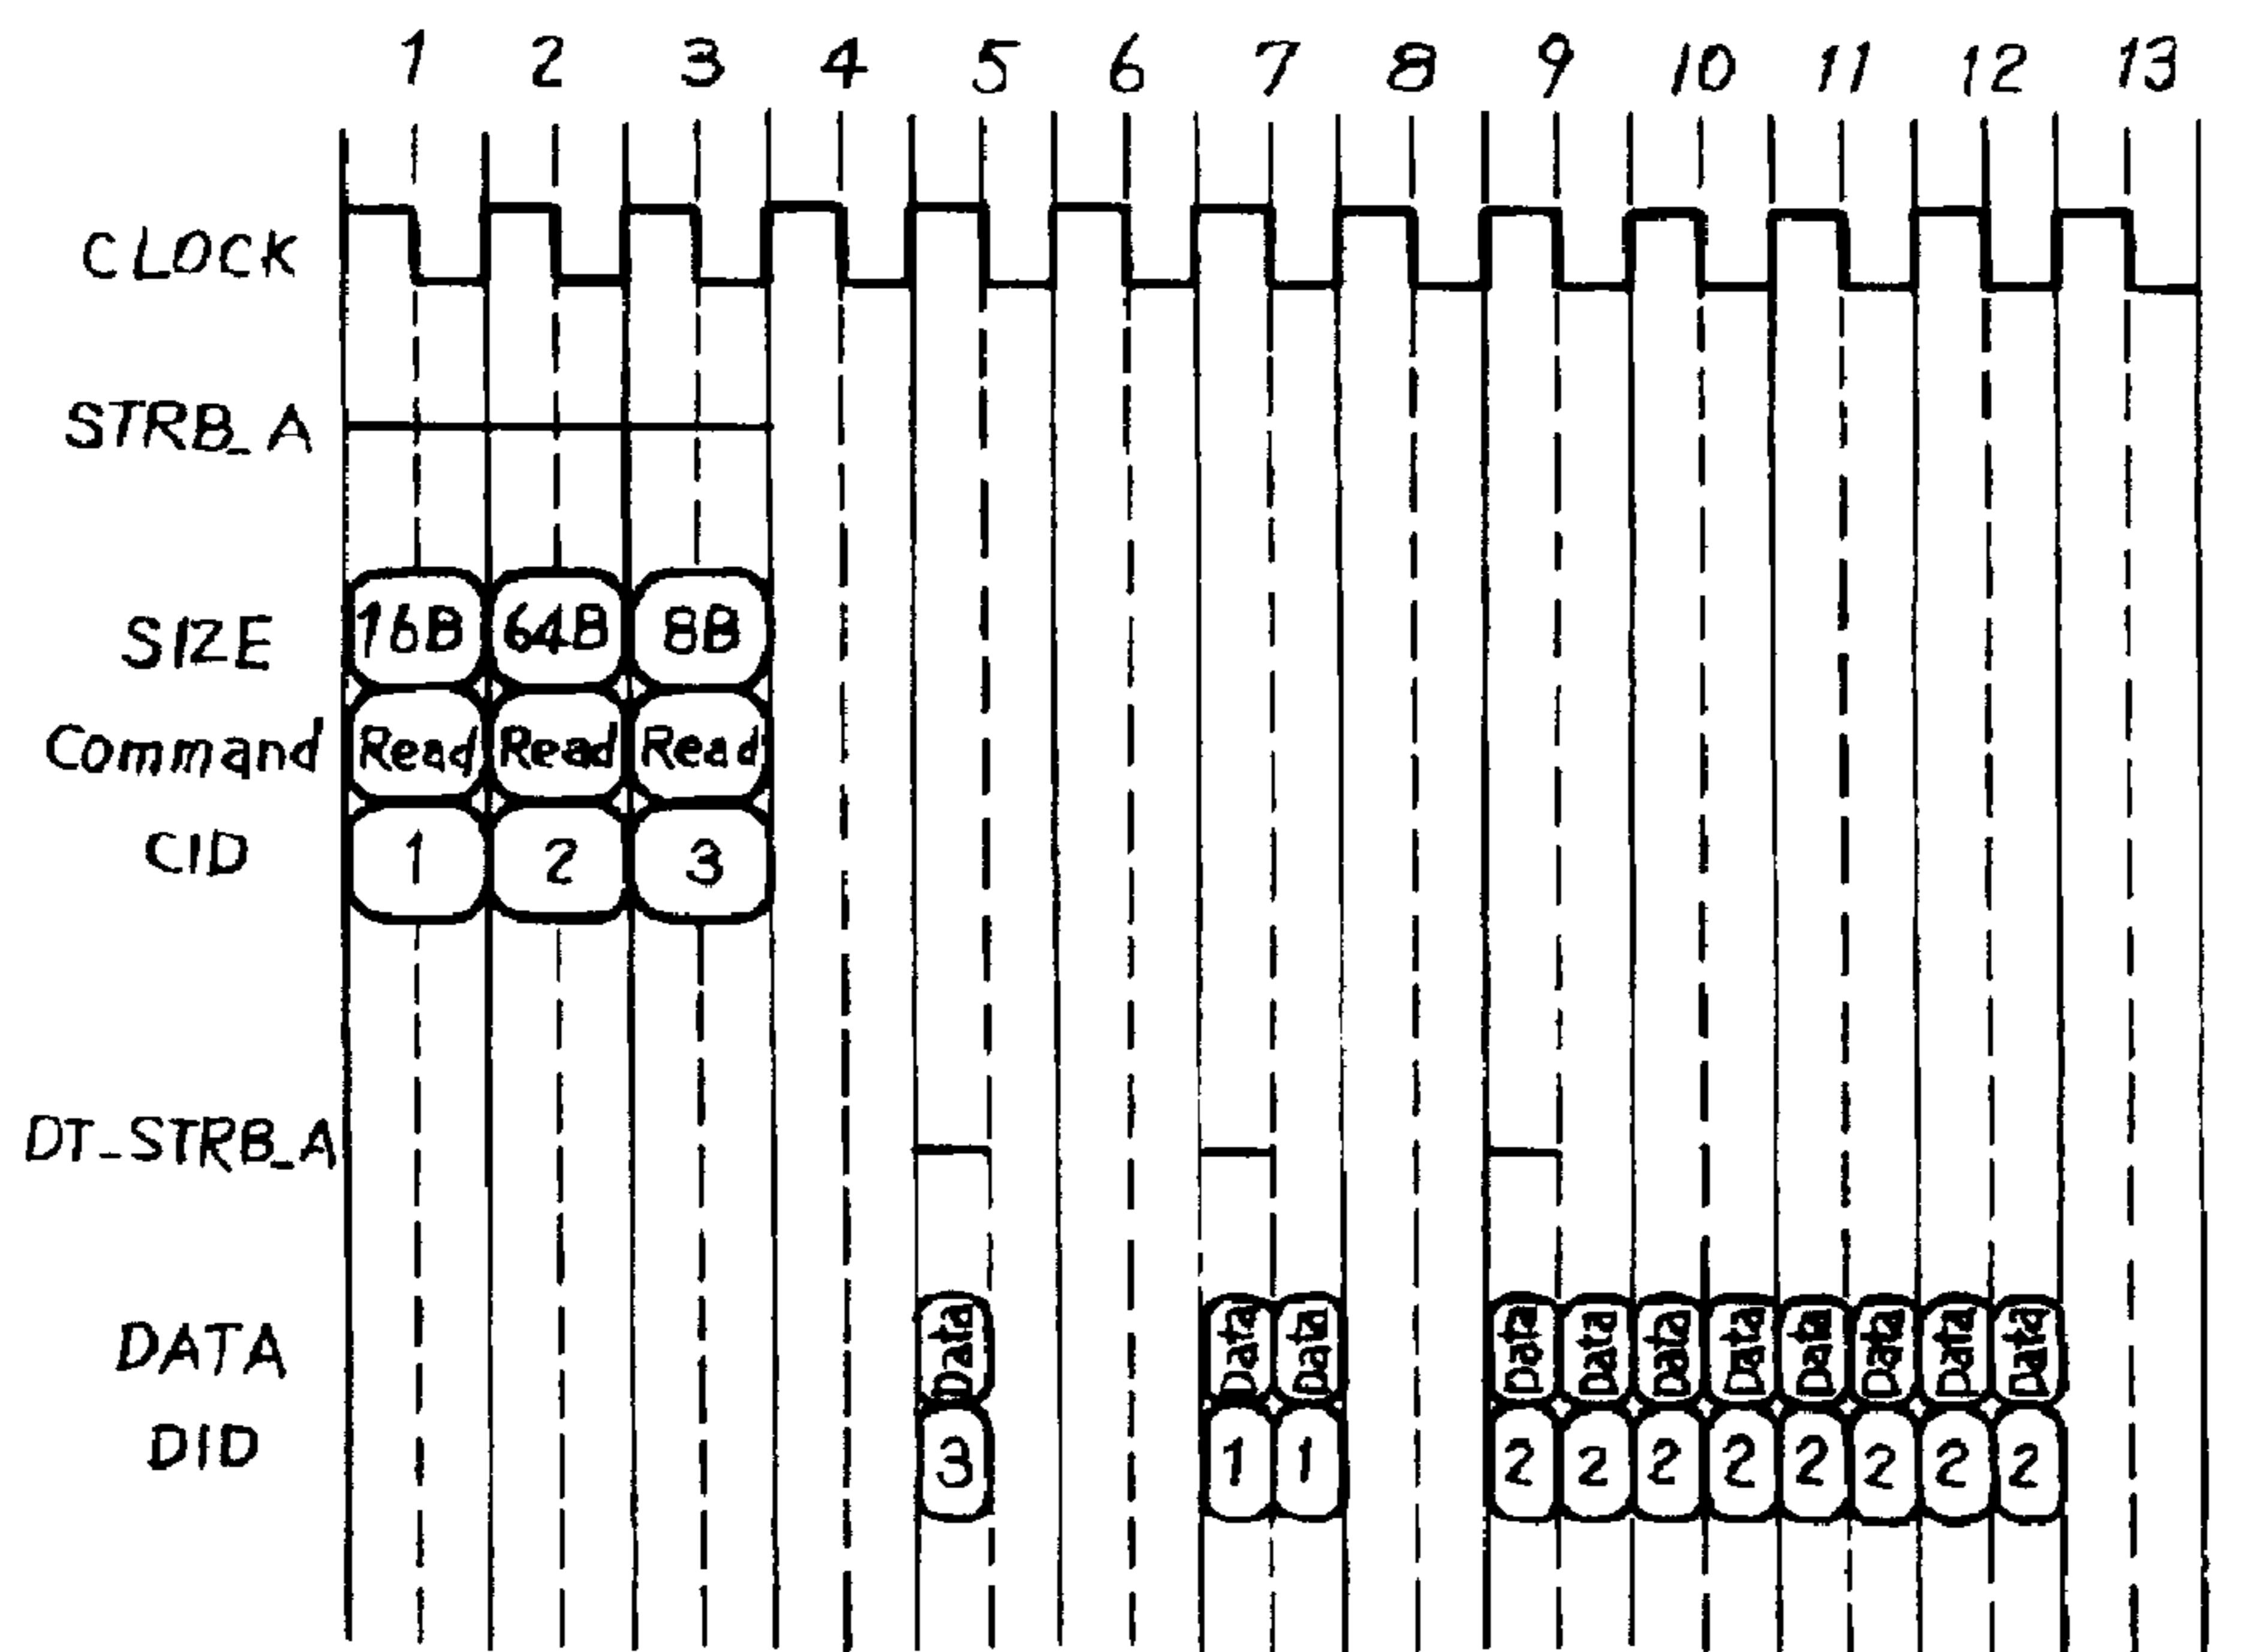 1 2 3 4 5 6 7 8 9 10 11 12 13
CLOCK
STRB_A
SIZE 16B 64B 8B
Command Read Read Read
CID 1 2 3
DT_STRB_A
DATA Data Data Data Data Data Data Data Data Data Data Data
DID 3 1 1 2 2 2 2 2 2 2 2